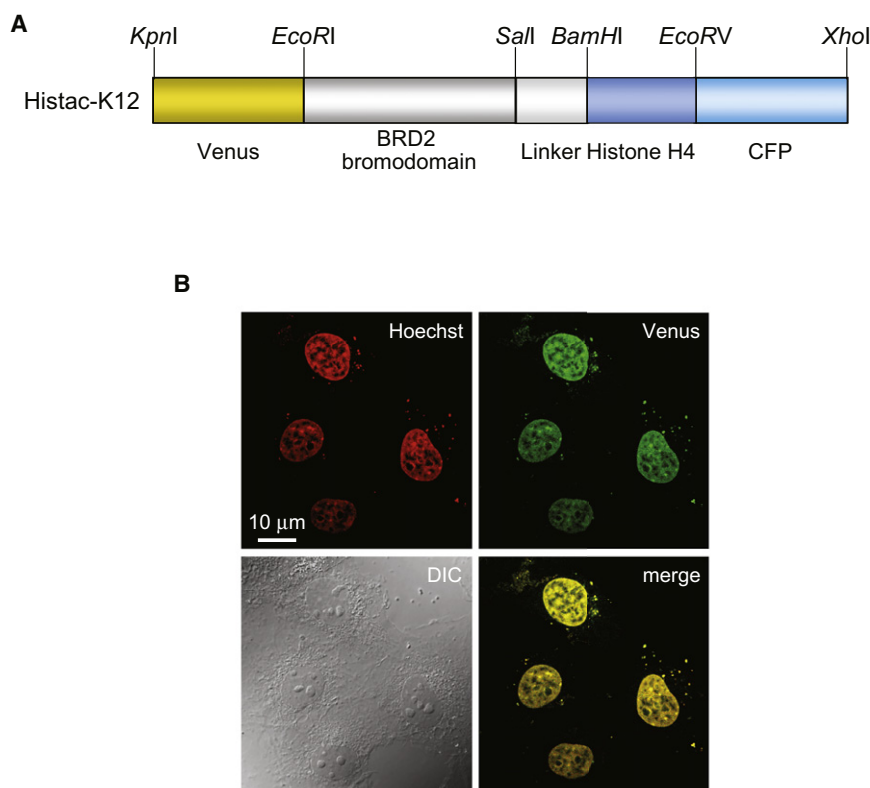 A
KpnI EcoRI SalI BamHI EcoRV XhoI
Histac-K12
Venus BRD2 bromodomain Linker Histone H4 CFP
B
Hoechst Venus
10 μm
DIC merge